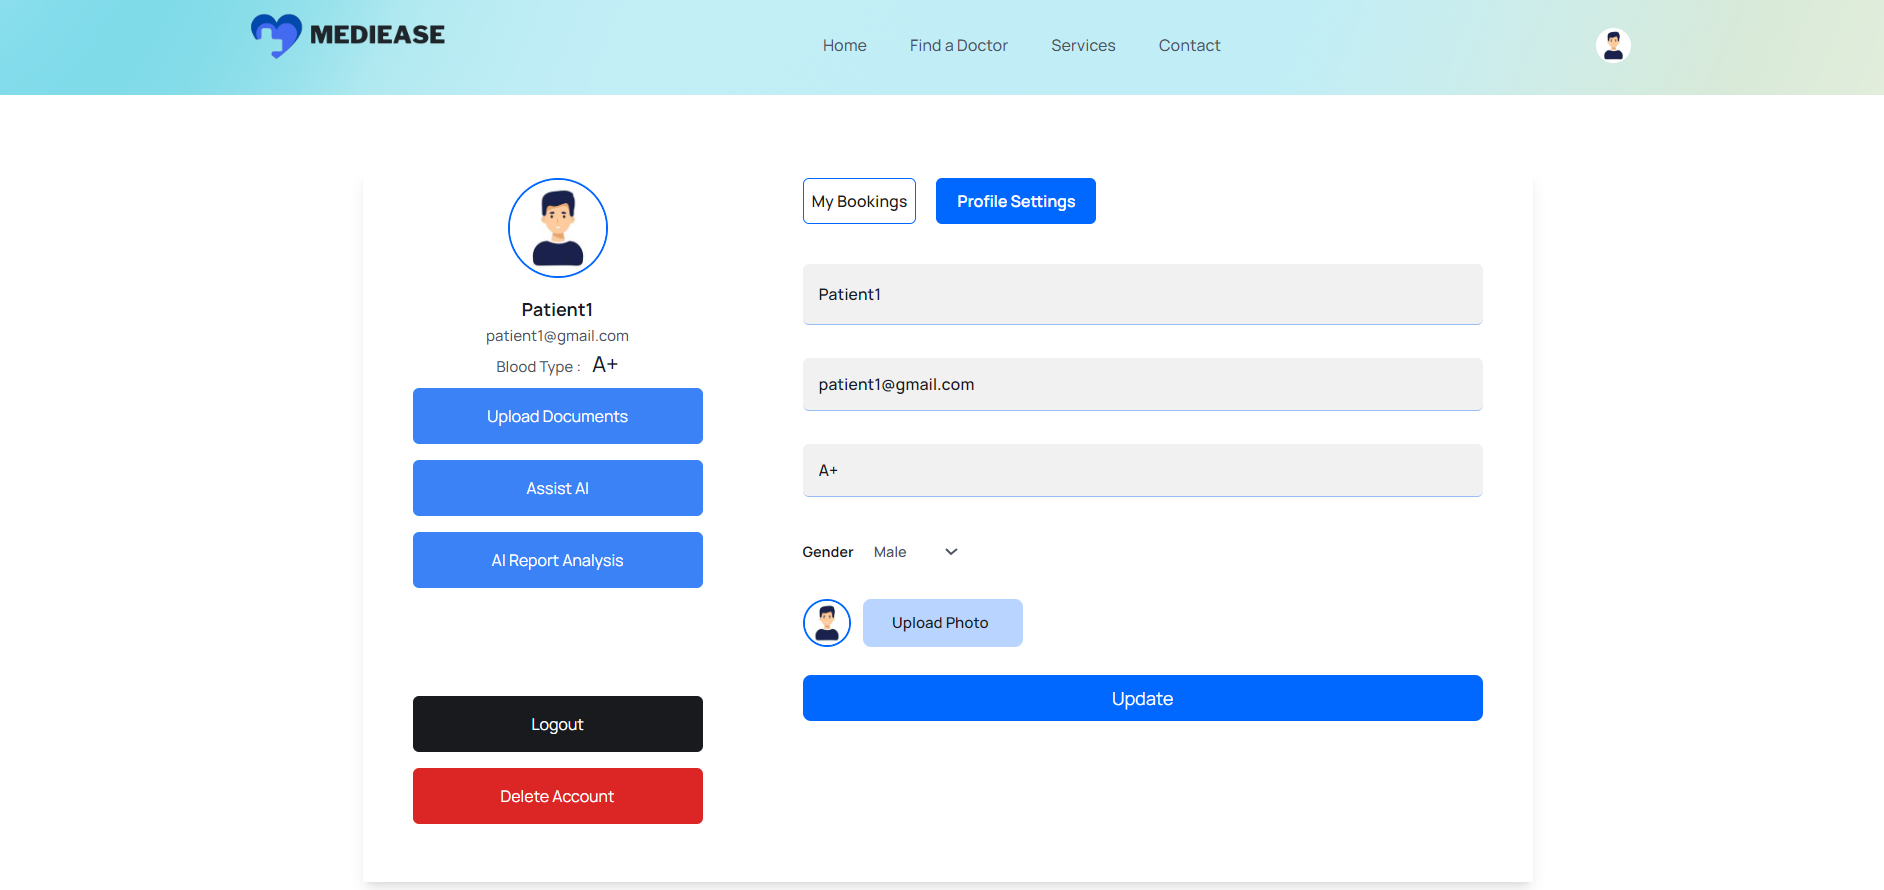 MEDIEASE
Home Find a Doctor Services Contact
Patient1
patient1@gmail.com
Blood Type : A+
Upload Documents
Assist AI
AI Report Analysis
Logout
Delete Account
My Bookings Profile Settings
Patient1
patient1@gmail.com
A+
Gender Male
Upload Photo
Update